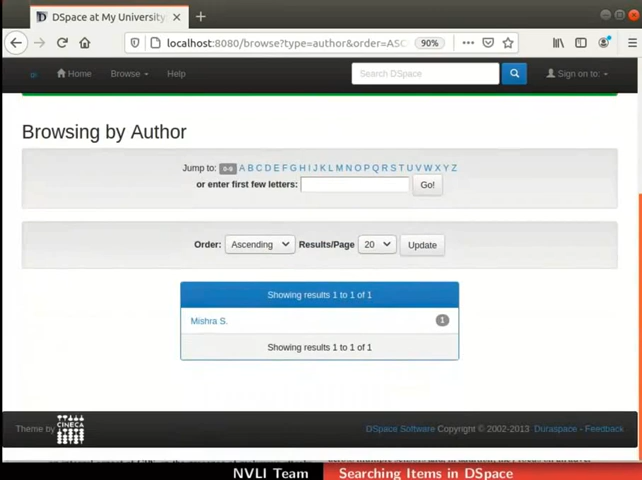 DSpace at My University
localhost:8080/browse?type=author&order=ASC
90%
Home Browse Help Search DSpace Sign on to:
Browsing by Author
Jump to: 0-9 A B C D E F G H I J K L M N O P Q R S T U V W X Y Z
or enter first few letters: Go!
Order: Ascending Results/Page 20 Update
Showing results 1 to 1 of 1
Mishra S. 1
Showing results 1 to 1 of 1
Theme by CINECA DSpace Software Copyright © 2002-2013 Duraspace - Feedback
NVLI Team Searching Items in DSpace